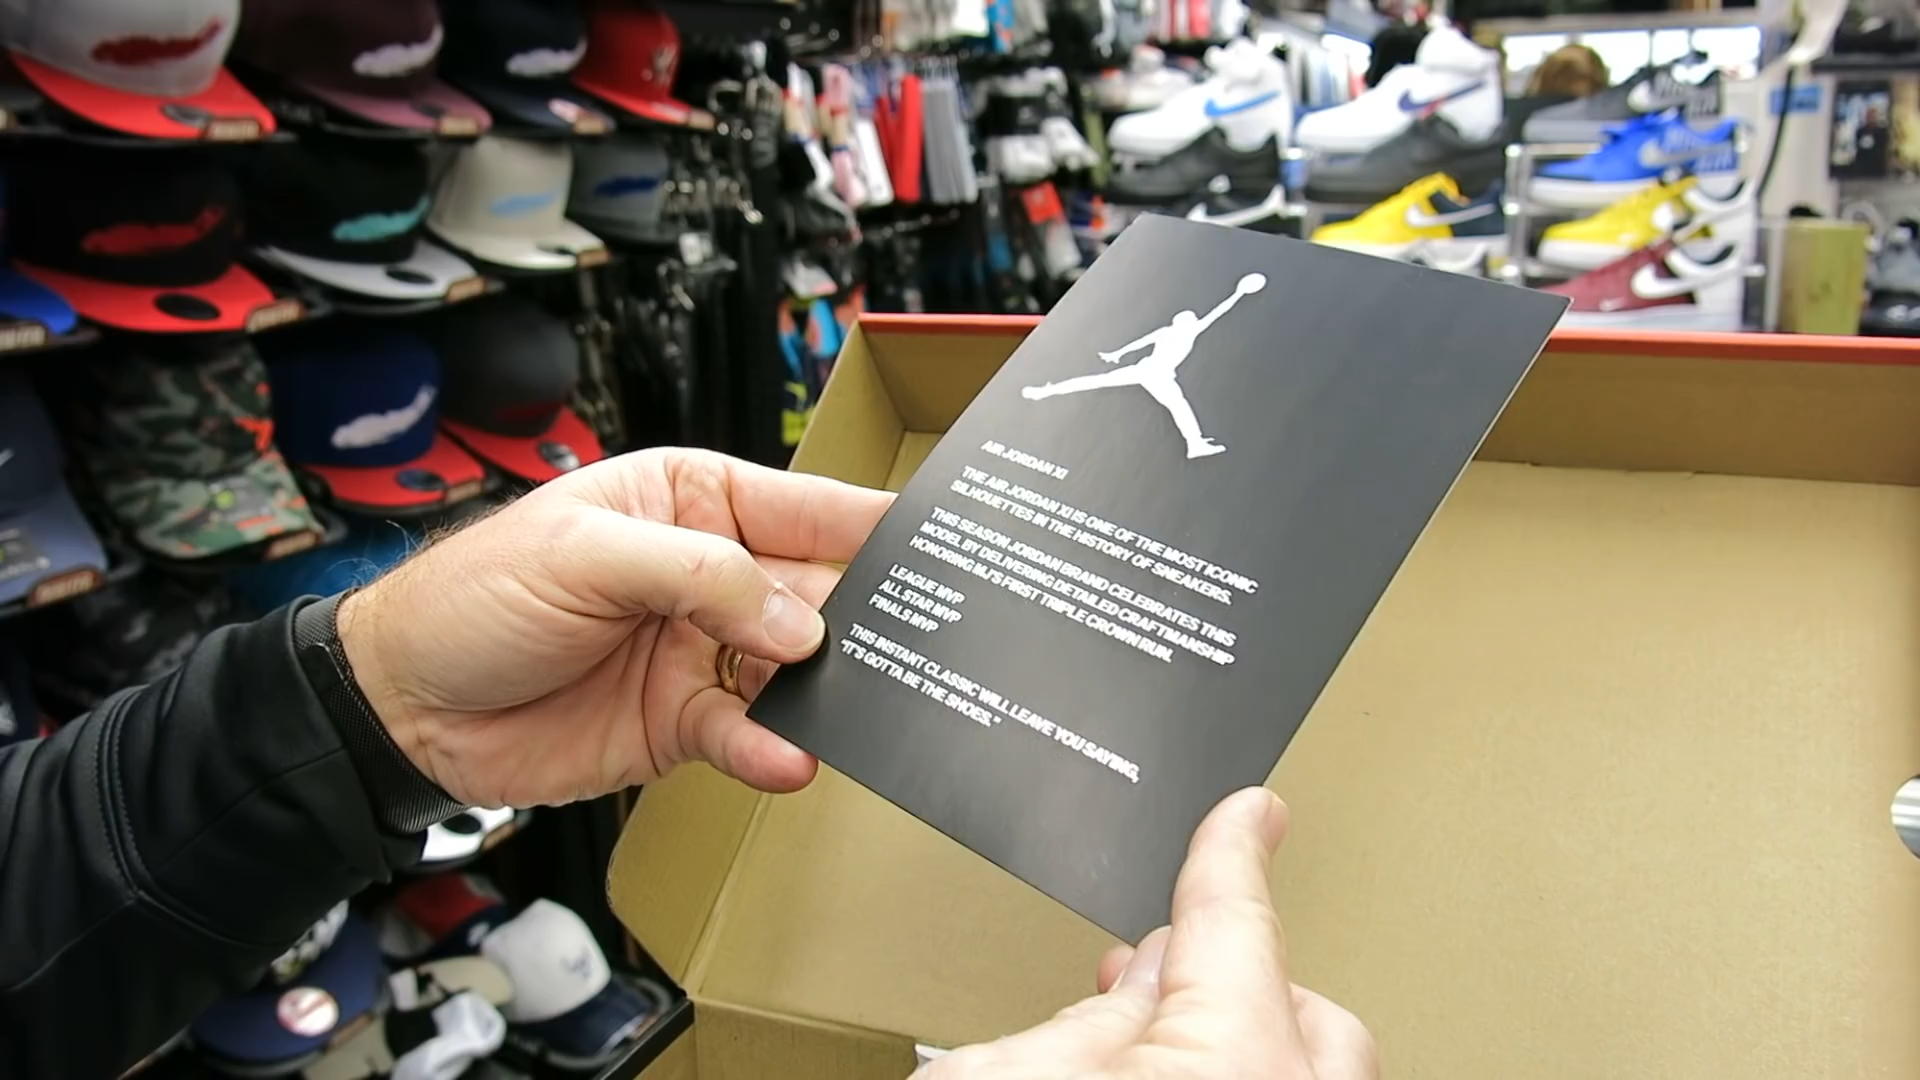 AIR JORDAN XI
THE AIR JORDAN XI IS ONE OF THE MOST ICONIC
SILHOUETTES IN THE HISTORY OF SNEAKERS.
THIS SEASON JORDAN BRAND CELEBRATES THIS
MODEL BY DELIVERING DETAILED CRAFTMANSHIP
HONORING MJ'S FIRST TRIPLE CROWN RUN.
LEAGUE MVP
ALL STAR MVP
FINALS MVP
THIS INSTANT CLASSIC WILL LEAVE YOU SAYING,
"IT'S GOTTA BE THE SHOES."